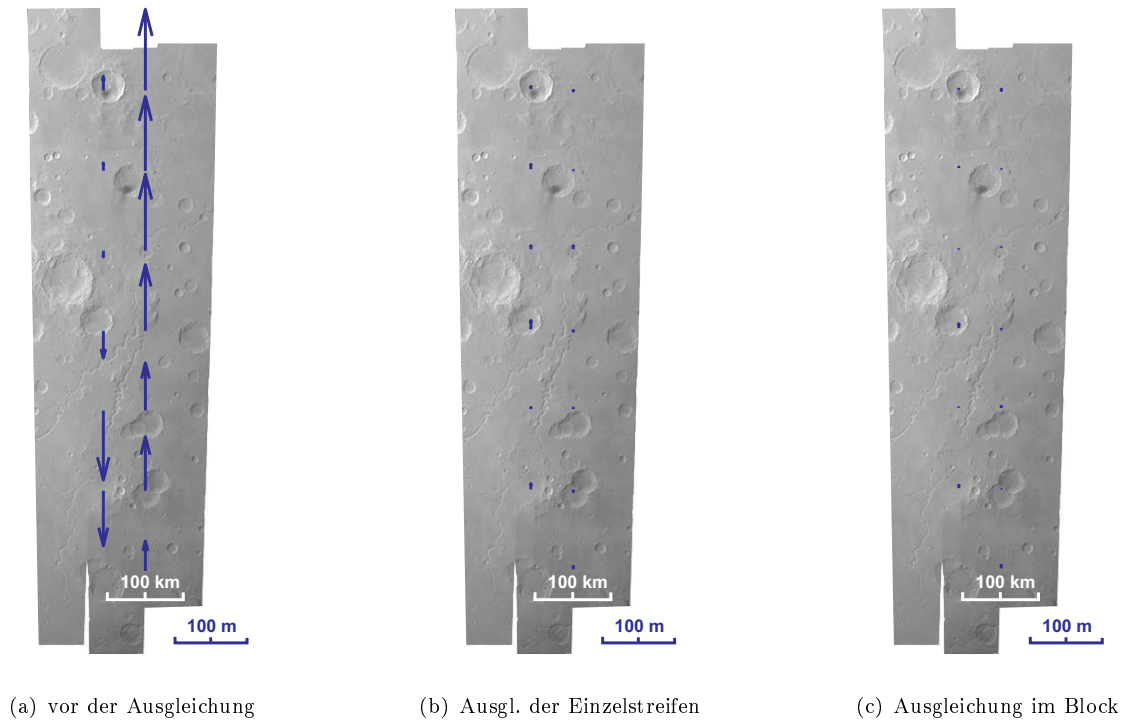 100 km
100 m
100 km
100 m
100 km
100 m
(a) vor der Ausgleichung
(b) Ausgl. der Einzelstreifen
(c) Ausgleichung im Block